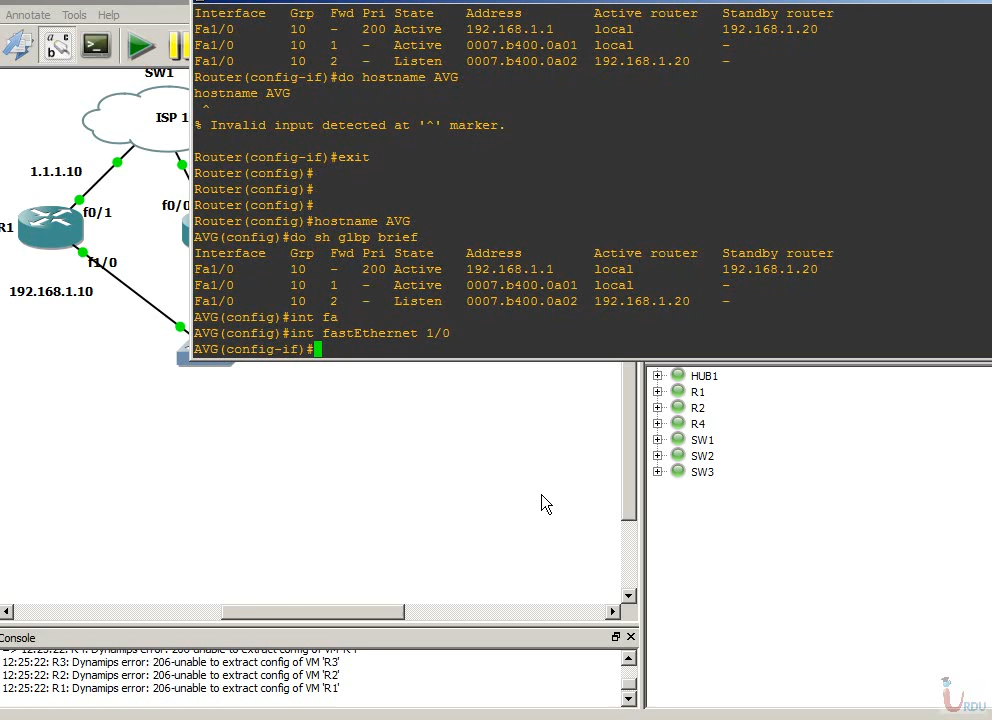 Annotate Tools Help
SW1
ISP 1
1.1.1.10
f0/1
f0/0
R1
f1/0
192.168.1.10
Interface Grp Fwd Pri State Address Active router Standby router
Fa1/0 10 - 200 Active 192.168.1.1 local 192.168.1.20
Fa1/0 10 1 - Active 0007.b400.0a01 local -
Fa1/0 10 2 - Listen 0007.b400.0a02 192.168.1.20 -
Router(config-if)#do hostname AVG
hostname AVG
^
% Invalid input detected at '^' marker.
Router(config-if)#exit
Router(config)#
Router(config)#
Router(config)#
Router(config)#hostname AVG
AVG(config)#do sh glbp brief
Interface Grp Fwd Pri State Address Active router Standby router
Fa1/0 10 - 200 Active 192.168.1.1 local 192.168.1.20
Fa1/0 10 1 - Active 0007.b400.0a01 local -
Fa1/0 10 2 - Listen 0007.b400.0a02 192.168.1.20 -
AVG(config)#int fa
AVG(config)#int fastEthernet 1/0
AVG(config-if)#
HUB1
R1
R2
R4
SW1
SW2
SW3
Console
12:25:22: R3: Dynamips error: 206-unable to extract config of VM 'R3'
12:25:22: R2: Dynamips error: 206-unable to extract config of VM 'R2'
12:25:22: R1: Dynamips error: 206-unable to extract config of VM 'R1'
URDU